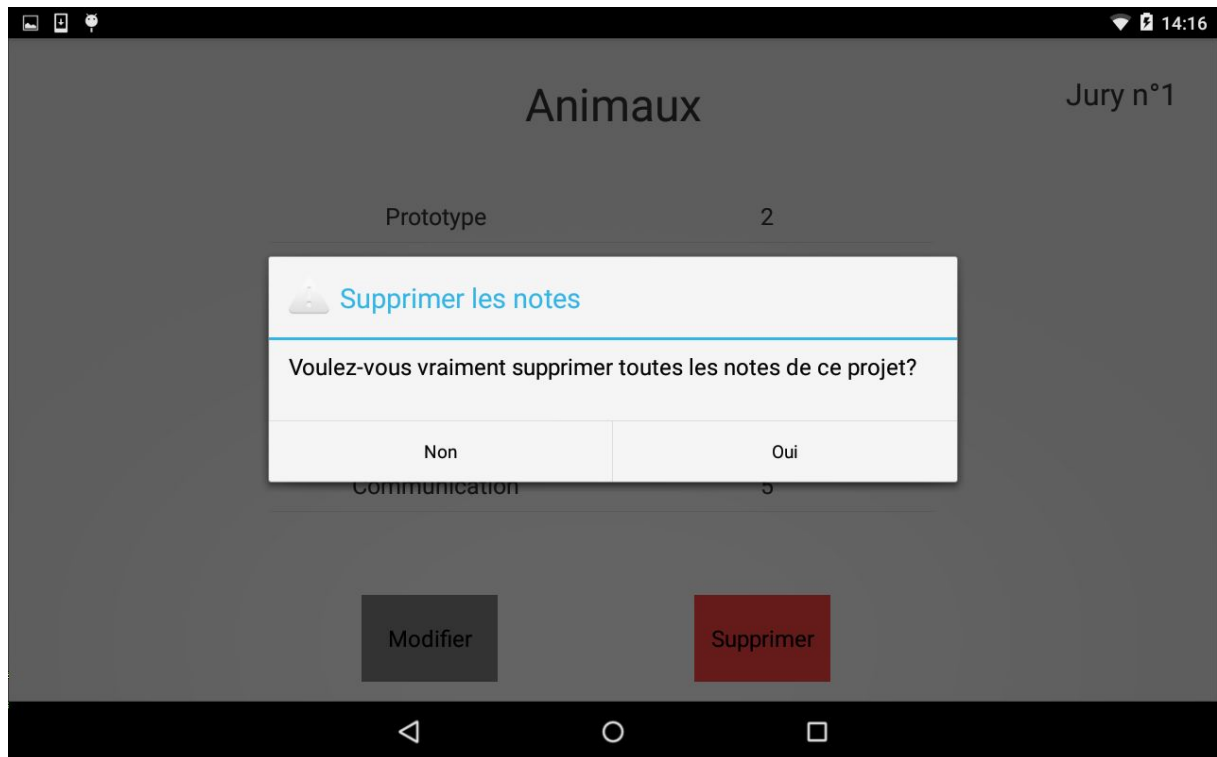 14:16
Animaux
Jury n°1
Prototype 2
Supprimer les notes
Voulez-vous vraiment supprimer toutes les notes de ce projet?
Non Oui
Communication 5
Modifier Supprimer